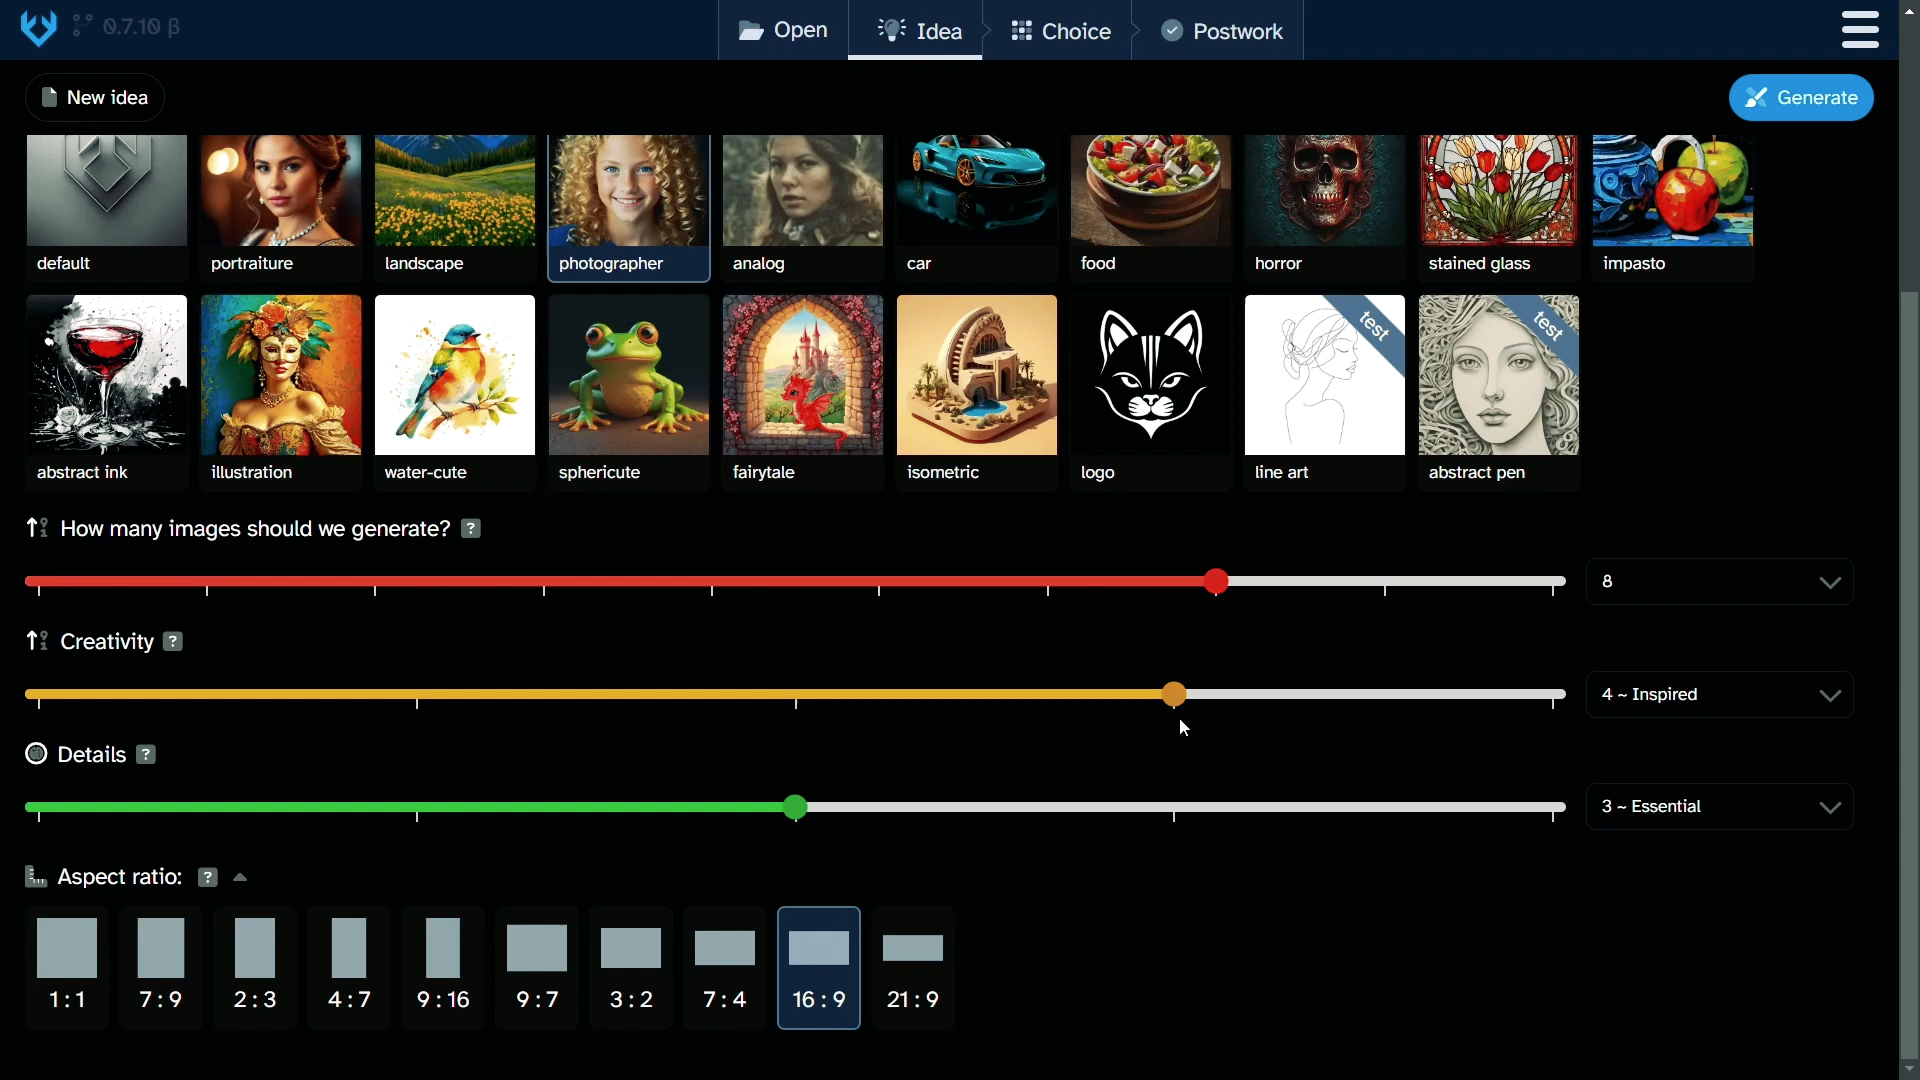 0.7.10 β
Open
Idea
Choice
Postwork
New idea
Generate
default
portraiture
landscape
photographer
analog
car
food
horror
stained glass
impasto
test
test
abstract ink
illustration
water-cute
sphericute
fairytale
isometric
logo
line art
abstract pen
How many images should we generate? ?
8
Creativity ?
4 ~ Inspired
Details ?
3 ~ Essential
Aspect ratio: ?
1 : 1
7 : 9
2 : 3
4 : 7
9 : 16
9 : 7
3 : 2
7 : 4
16 : 9
21 : 9